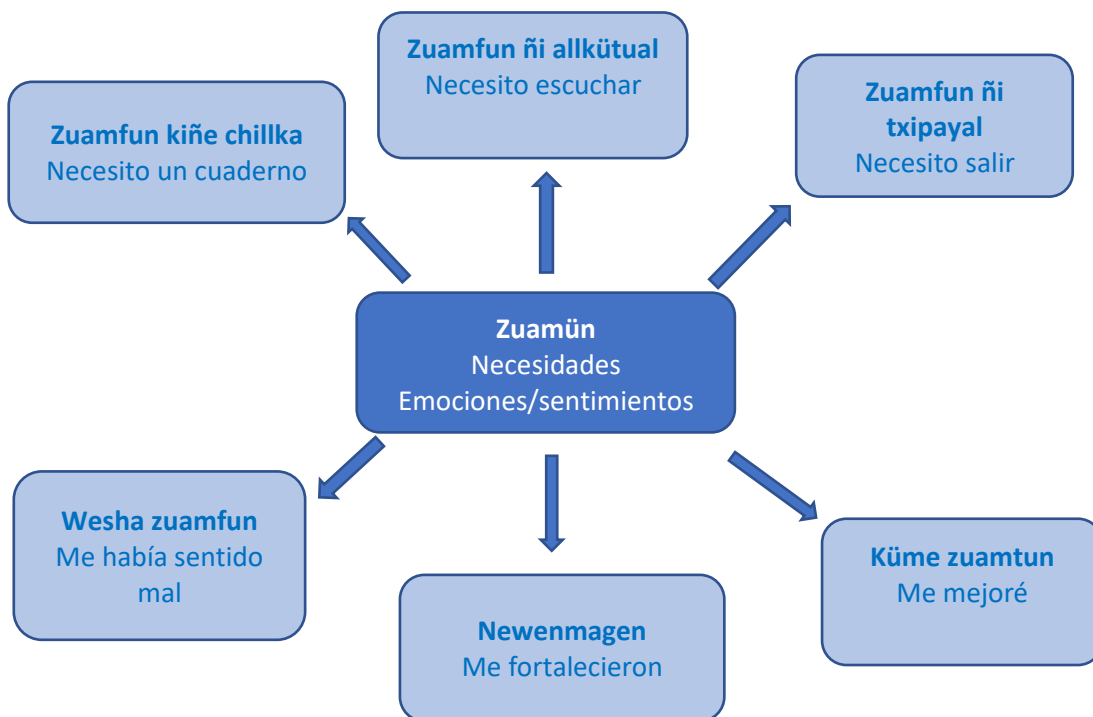 Zuamfun ñi allkütual
Necesito escuchar
Zuamfun ñi
txipayal
Necesito salir
Zuamfun kiñe chillka
Necesito un cuaderno
Zuamün
Necesidades
Emociones/sentimientos
Wesha zuamfun
Me había sentido
mal
Küme zuamtun
Me mejoré
Newenmagen
Me fortalecieron